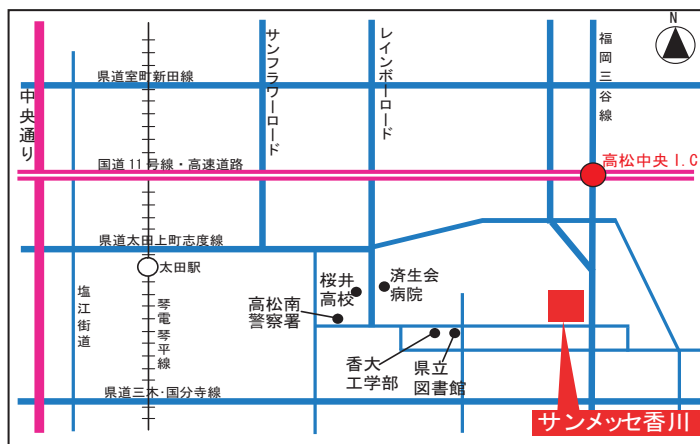 N
中央通り
サンフラワーロード
レインボーロード
福岡三谷線
県道室町新田線
国道11号線・高速道路
高松中央I.C
県道太田上町志度線
太田駅
塩江街道
琴電 琴平線
桜井
高校
済生会
病院
高松南
警察署
香大
工学部
県立
図書館
県道三木・国分寺線
サンメッセ香川